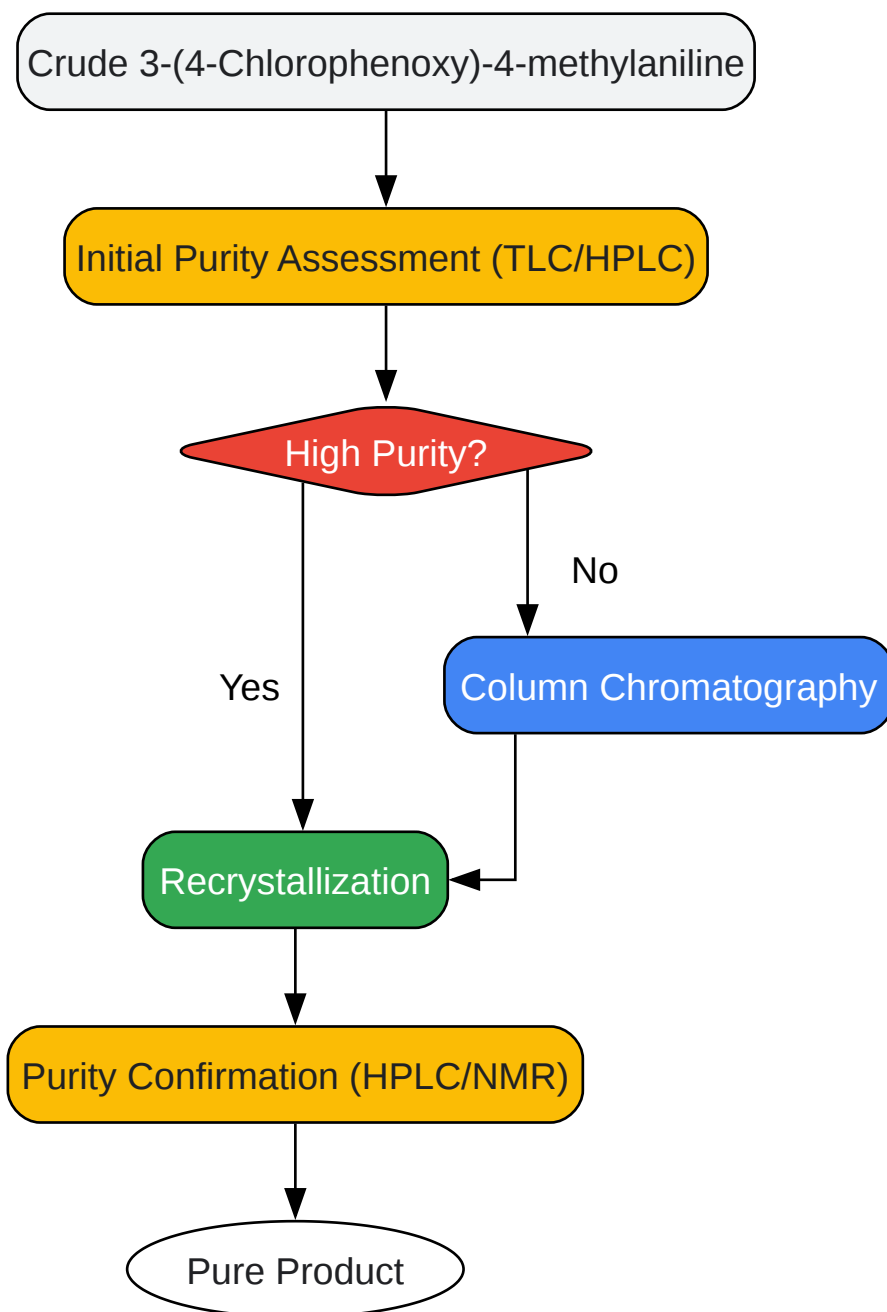 Crude 3-(4-Chlorophenoxy)-4-methylaniline
Initial Purity Assessment (TLC/HPLC)
High Purity?
No
Yes
Column Chromatography
Recrystallization
Purity Confirmation (HPLC/NMR)
Pure Product